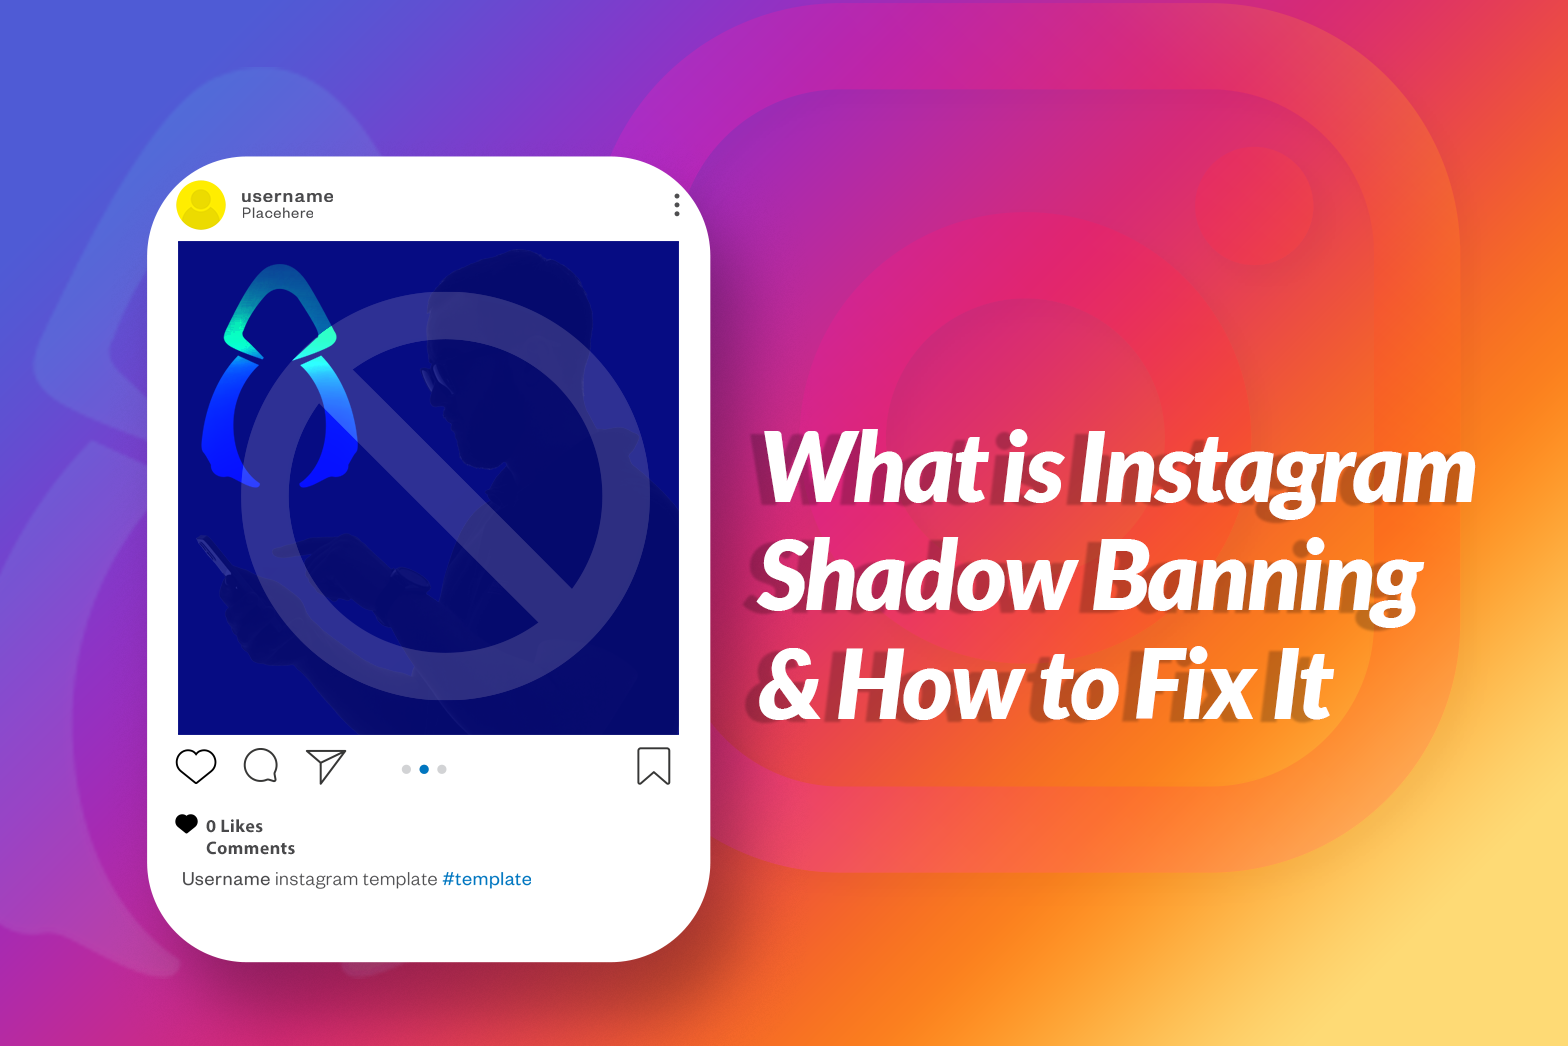 username
Placehere
0 Likes
Comments
Username instagram template #template
What is Instagram
Shadow Banning
& How to Fix It